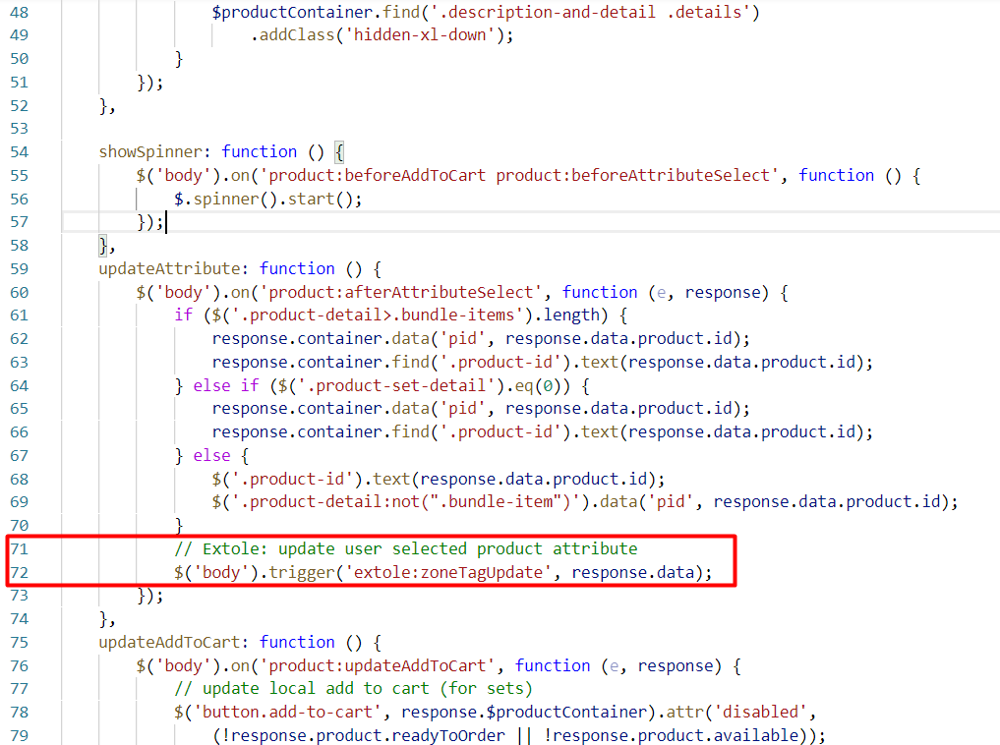 48 $productContainer.find('.description-and-detail .details')
49 .addClass('hidden-xl-down');
50 }
51 });
52 },
53
54 showSpinner: function () {
55 $('body').on('product:beforeAddToCart product:beforeAttributeSelect', function () {
56 $.spinner().start();
57 });
58 },
59 updateAttribute: function () {
60 $('body').on('product:afterAttributeSelect', function (e, response) {
61 if ($('.product-detail>.bundle-items').length) {
62 response.container.data('pid', response.data.product.id);
63 response.container.find('.product-id').text(response.data.product.id);
64 } else if ($('.product-set-detail').eq(0)) {
65 response.container.data('pid', response.data.product.id);
66 response.container.find('.product-id').text(response.data.product.id);
67 } else {
68 $('.product-id').text(response.data.product.id);
69 $('.product-detail:not(".bundle-item")').data('pid', response.data.product.id);
70 }
71 // Extole: update user selected product attribute
72 $('body').trigger('extole:zoneTagUpdate', response.data);
73 });
74 },
75 updateAddToCart: function () {
76 $('body').on('product:updateAddToCart', function (e, response) {
77 // update local add to cart (for sets)
78 $('button.add-to-cart', response.$productContainer).attr('disabled',
79 (!response.product.readyToOrder || !response.product.available));